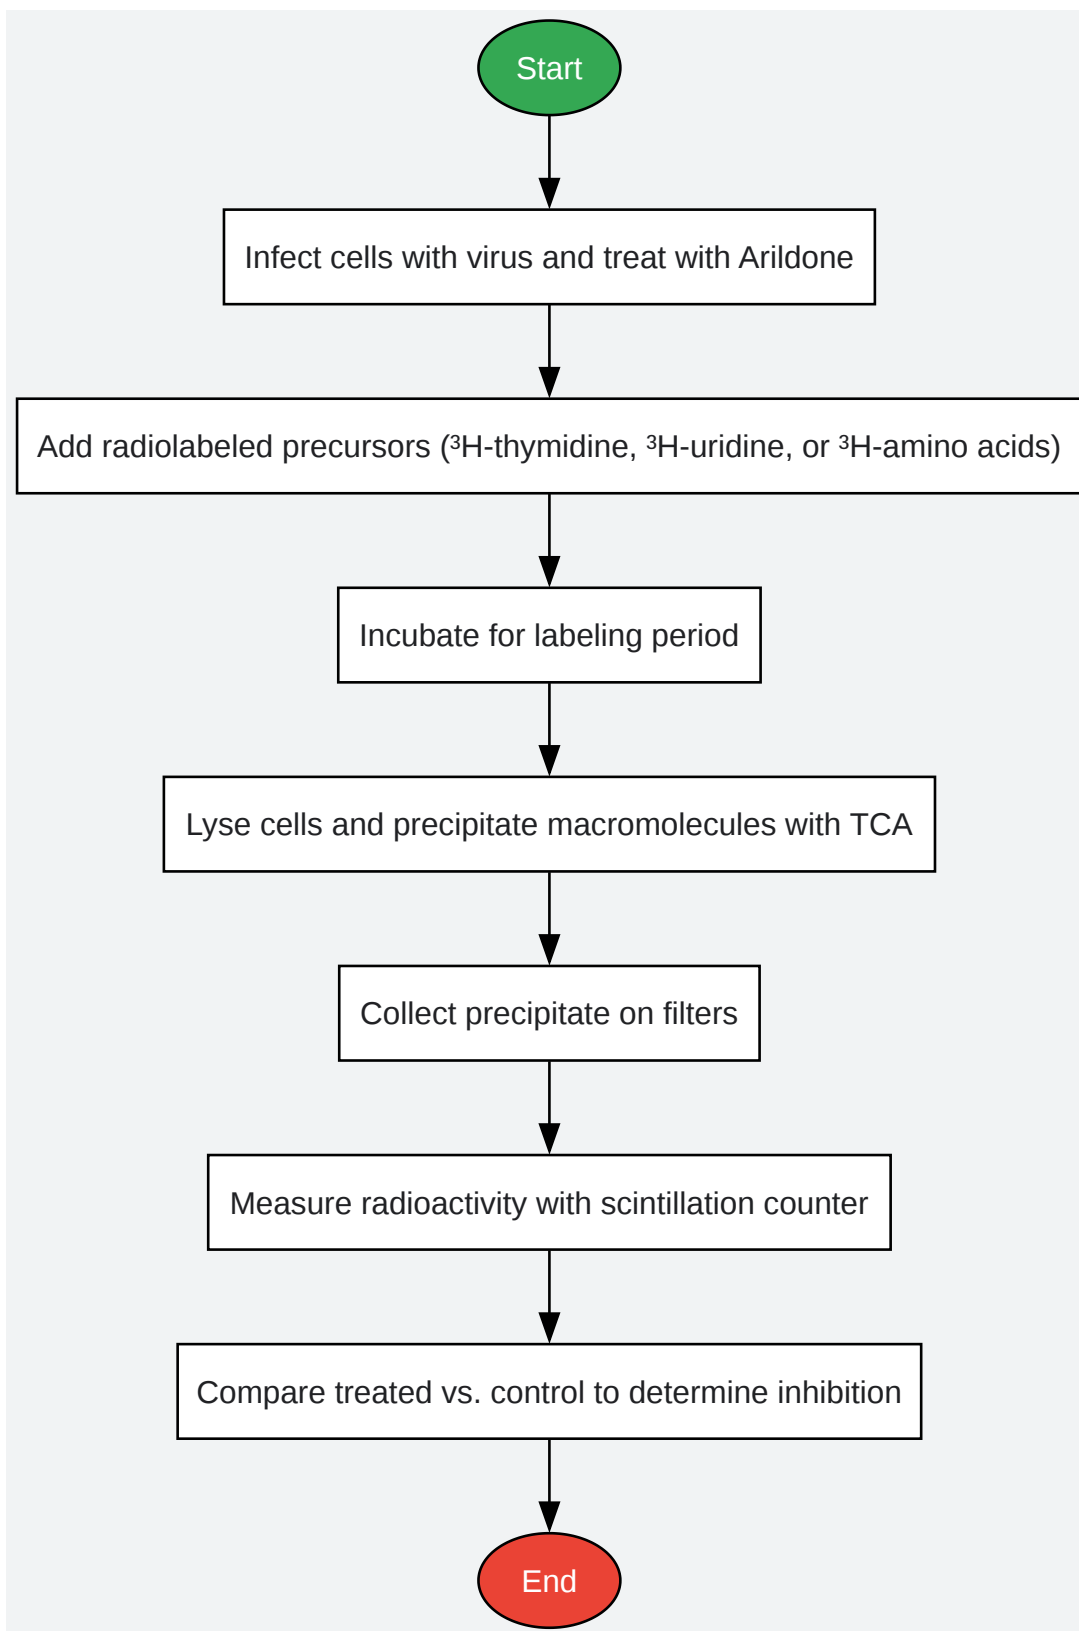 Start
Infect cells with virus and treat with Arildone
Add radiolabeled precursors (³H-thymidine, ³H-uridine, or ³H-amino acids)
Incubate for labeling period
Lyse cells and precipitate macromolecules with TCA
Collect precipitate on filters
Measure radioactivity with scintillation counter
Compare treated vs. control to determine inhibition
End